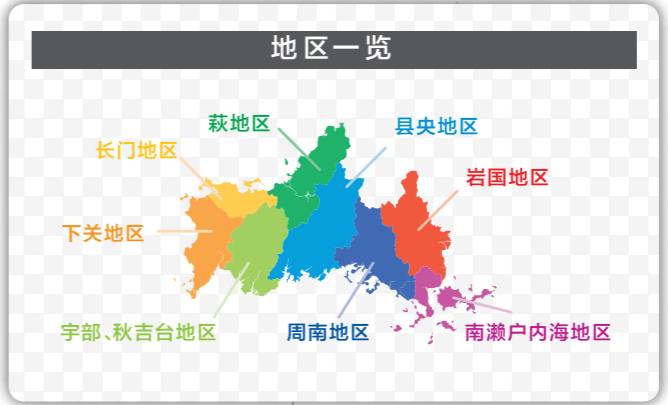 地区一览
萩地区
县央地区
长门地区
岩国地区
下关地区
宇部、秋吉台地区
周南地区
南濑户内海地区